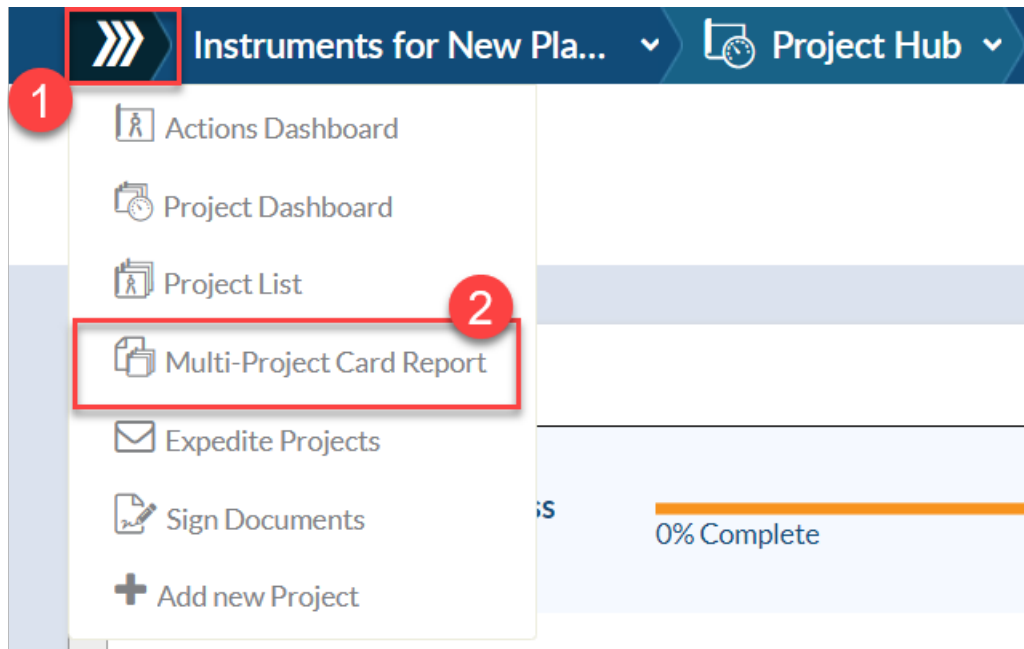 Instruments for New Pla... Project Hub
1
Actions Dashboard
Project Dashboard
Project List
2
Multi-Project Card Report
Expedite Projects
ss
0% Complete
Sign Documents
Add new Project